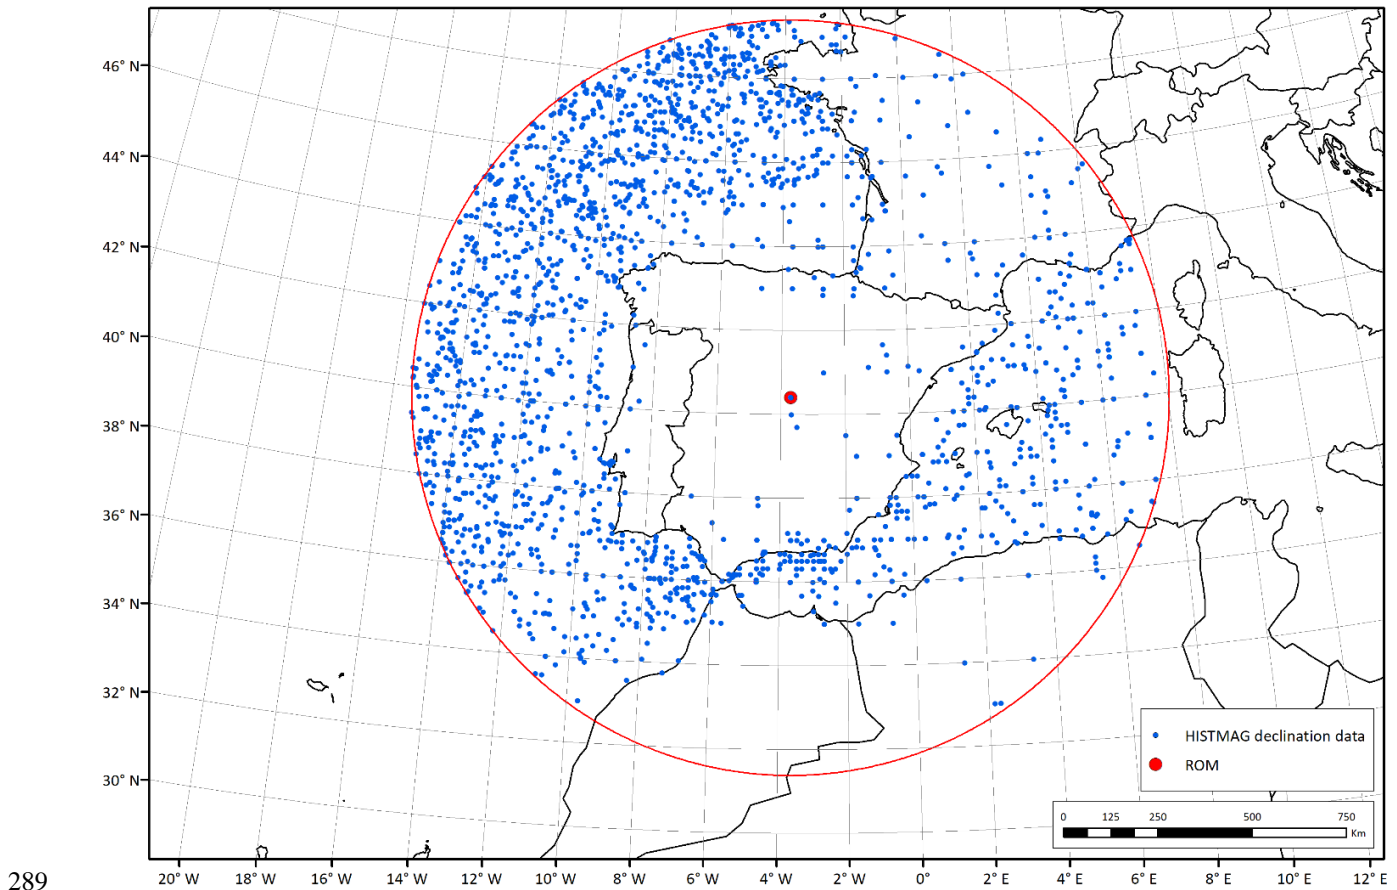 46° N
44° N
42° N
40° N
38° N
36° N
34° N
32° N
30° N
HISTMAG declination data
ROM
0 125 250 500 750
Km
20° W 18° W 16° W 14° W 12° W 10° W 8° W 6° W 4° W 2° W 0° 2° E 4° E 6° E 8° E 10° E 12° E
289